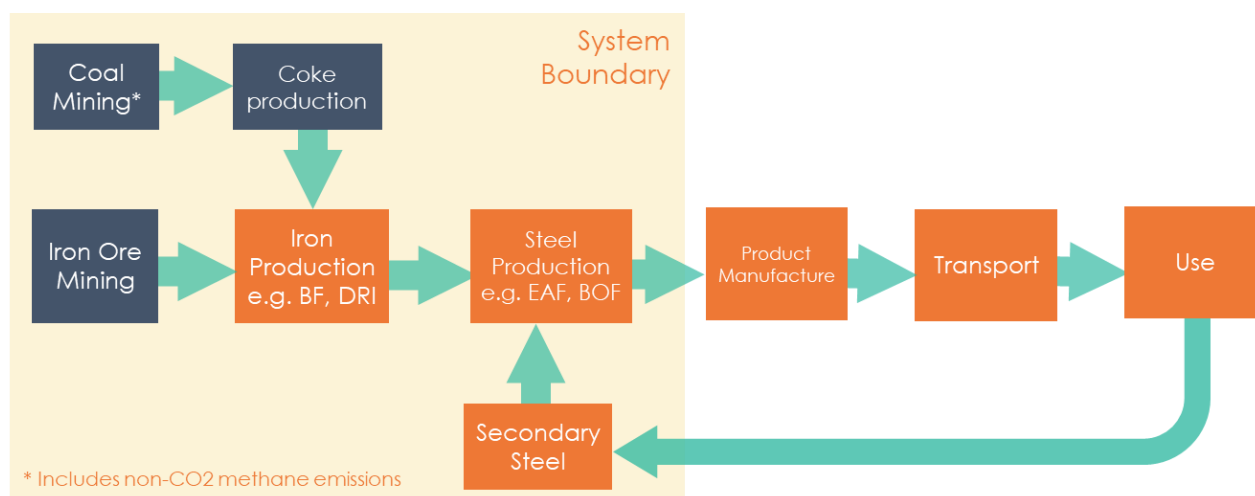 System
Boundary
Coal
Mining*
Coke
production
Iron Ore
Mining
Iron
Production
e.g. BF, DRI
Steel
Production
e.g. EAF, BOF
Product
Manufacture
Transport
Use
Secondary
Steel
* Includes non-CO2 methane emissions